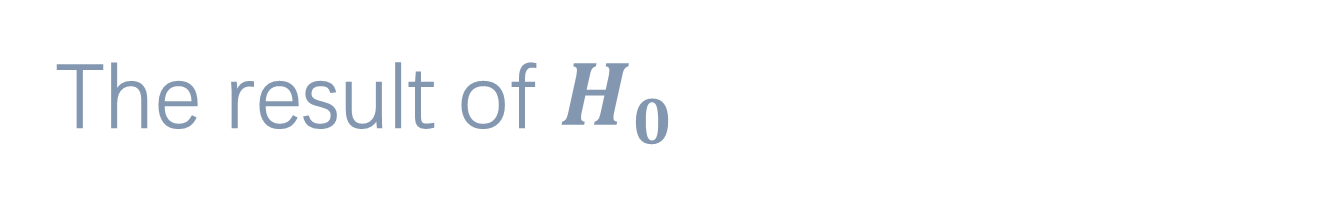 The result of H₀